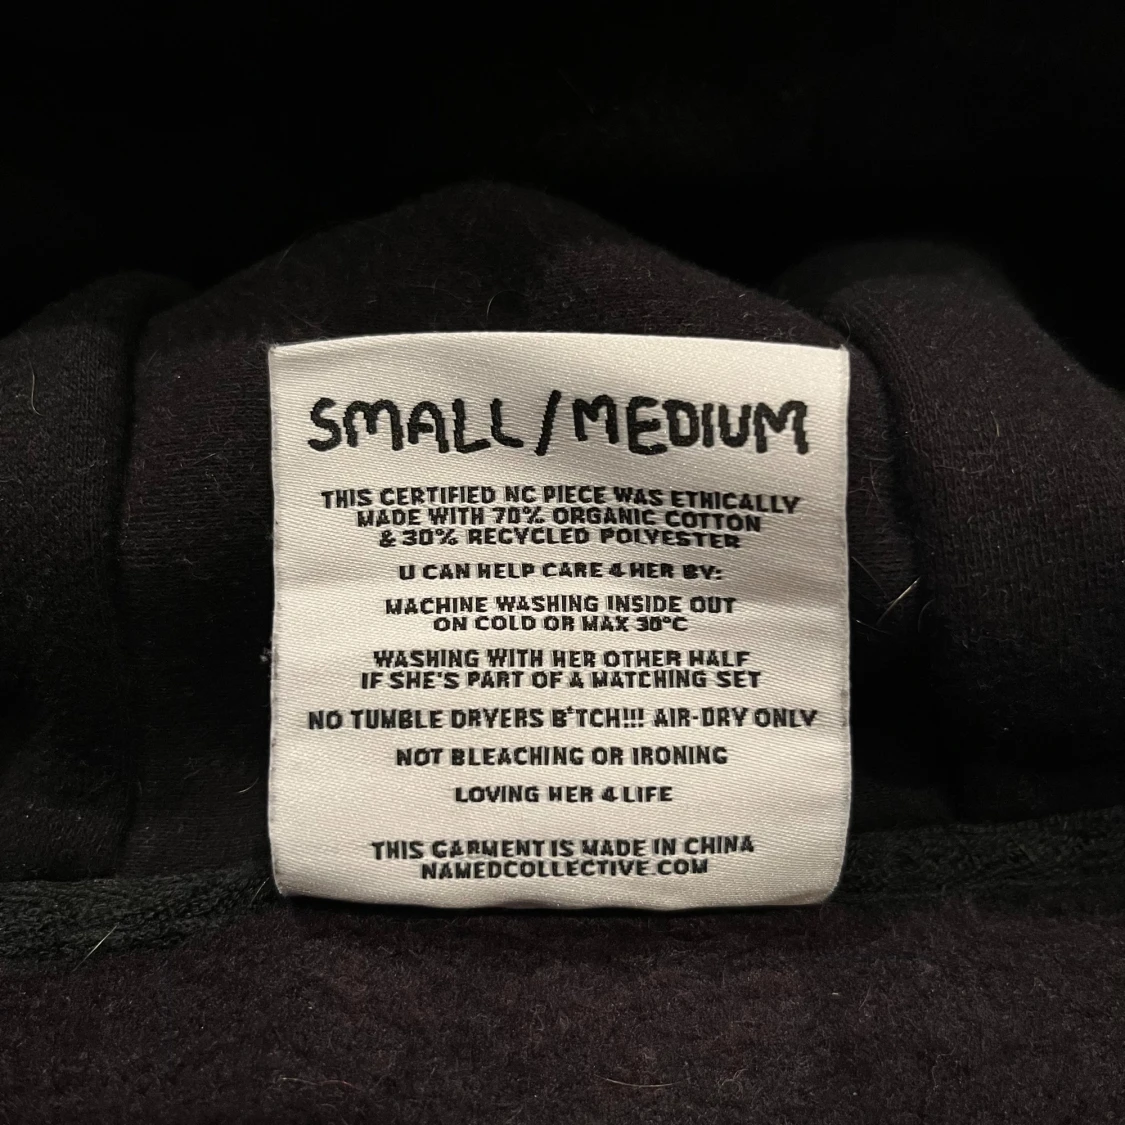 SMALL/MEDIUM
THIS CERTIFIED NC PIECE WAS ETHICALLY
MADE WITH 70% ORGANIC COTTON
& 30% RECYCLED POLYESTER
U CAN HELP CARE 4 HER BY:
MACHINE WASHING INSIDE OUT
ON COLD OR MAX 30°C
WASHING WITH HER OTHER HALF
IF SHE'S PART OF A MATCHING SET
NO TUMBLE DRYERS B*TCH!!! AIR-DRY ONLY
NOT BLEACHING OR IRONING
LOVING HER 4 LIFE
THIS GARMENT IS MADE IN CHINA
NAMEDCOLLECTIVE.COM